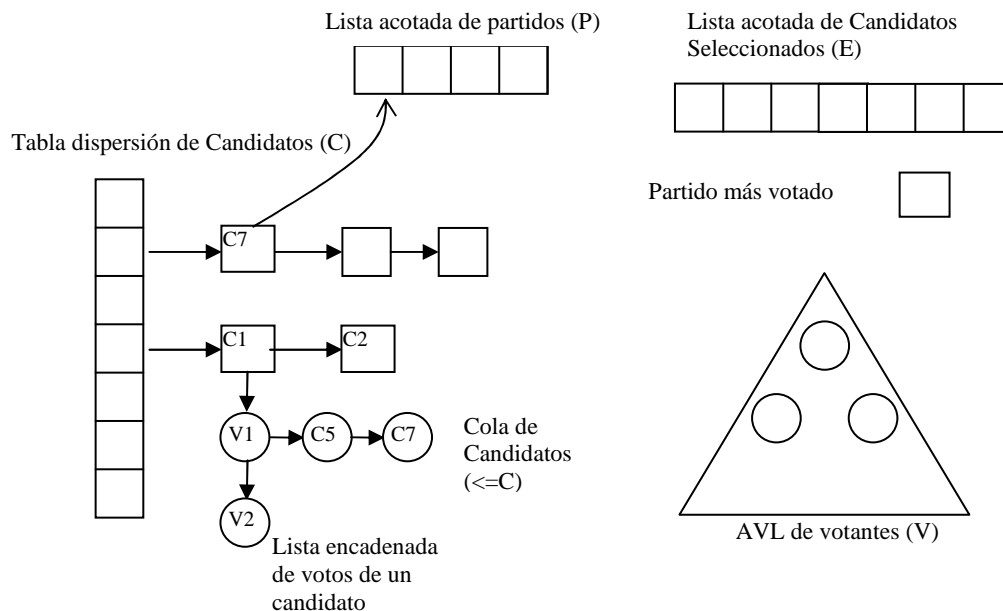 Lista acotada de partidos (P)
Lista acotada de Candidatos
Seleccionados (E)
Tabla dispersión de Candidatos (C)
Partido más votado
C7
C1
C2
V1
C5
C7
Cola de
Candidatos
(<=C)
V2
Lista encadenada
de votos de un
candidato
AVL de votantes (V)